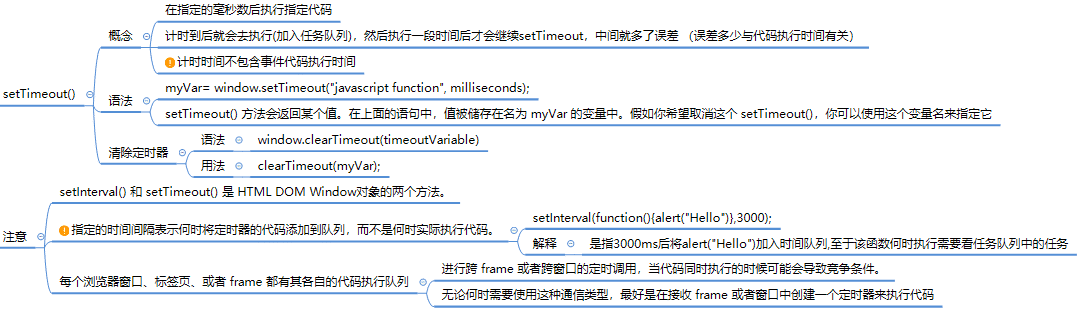 setTimeout()
概念
在指定的毫秒数后执行指定代码
计时到后就会去执行(加入任务队列)，然后执行一段时间后才会继续setTimeout，中间就多了误差 （误差多少与代码执行时间有关）
计时时间不包含事件代码执行时间
语法
myVar= window.setTimeout("javascript function", milliseconds);
setTimeout() 方法会返回某个值。在上面的语句中，值被储存在名为 myVar 的变量中。假如你希望取消这个 setTimeout()，你可以使用这个变量名来指定它
清除定时器
语法
window.clearTimeout(timeoutVariable)
用法
clearTimeout(myVar);
注意
setInterval() 和 setTimeout() 是 HTML DOM Window对象的两个方法。
指定的时间间隔表示何时将定时器的代码添加到队列，而不是何时实际执行代码。
setInterval(function(){alert("Hello")},3000);
解释
是指3000ms后将alert("Hello")加入时间队列,至于该函数何时执行需要看任务队列中的任务
每个浏览器窗口、标签页、或者 frame 都有其各自的代码执行队列
进行跨 frame 或者跨窗口的定时调用，当代码同时执行的时候可能会导致竞争条件。
无论何时需要使用这种通信类型，最好是在接收 frame 或者窗口中创建一个定时器来执行代码